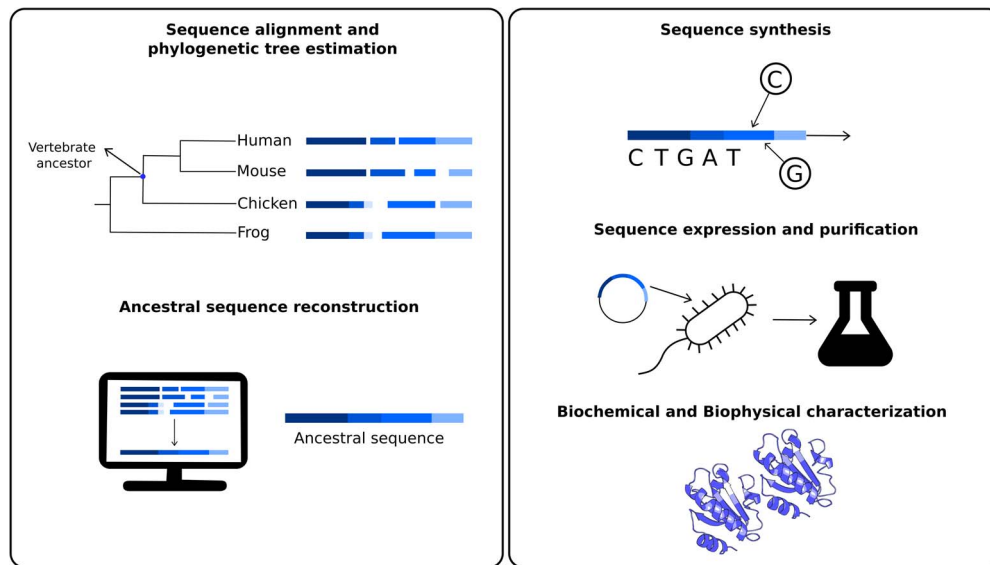 Sequence alignment and
phylogenetic tree estimation
Vertebrate
ancestor
Human
Mouse
Chicken
Frog
Ancestral sequence reconstruction
Ancestral sequence
Sequence synthesis
C
C T G A T
G
Sequence expression and purification
Biochemical and Biophysical characterization